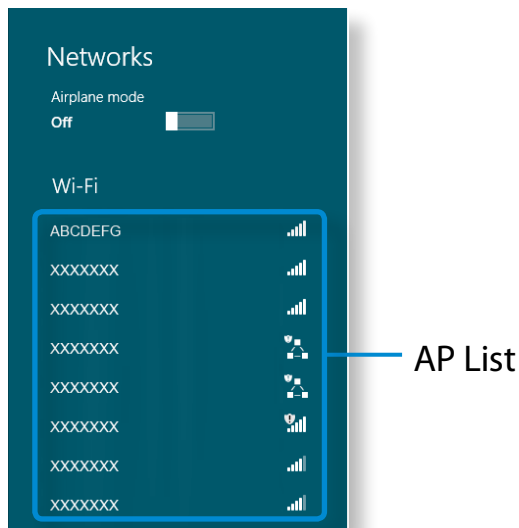 Networks
Airplane mode
Off
Wi-Fi
ABCDEFG
XXXXXXX
XXXXXXX
XXXXXXX
XXXXXXX
XXXXXXX
XXXXXXX
XXXXXXX
AP List